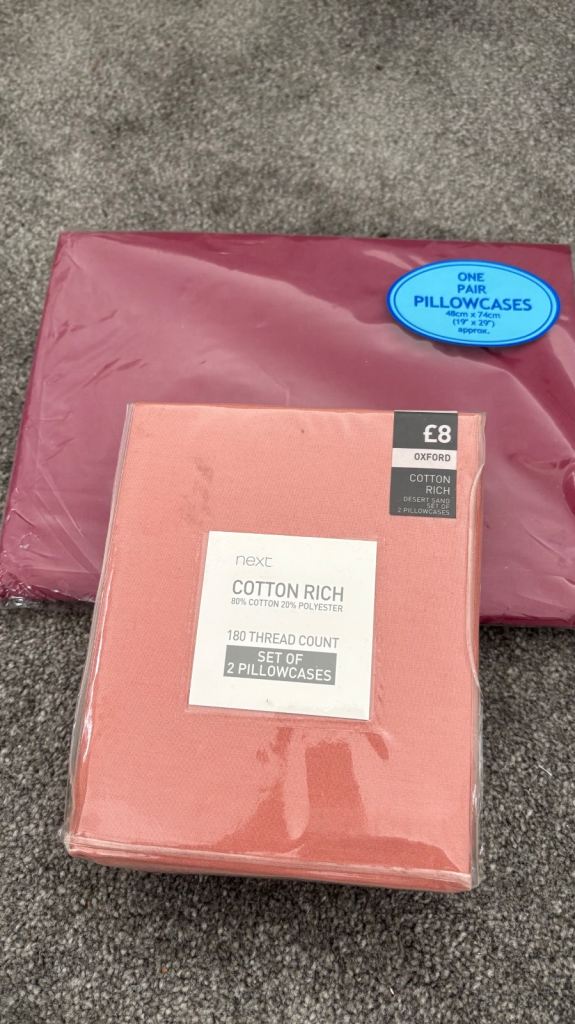 ONE
PAIR
PILLOWCASES
48cm x 74cm
(19" x 29")
approx.
£8
OXFORD
COTTON
RICH
DESERT SAND
SET OF
2 PILLOWCASES
next
COTTON RICH
80% COTTON 20% POLYESTER
180 THREAD COUNT
SET OF
2 PILLOWCASES